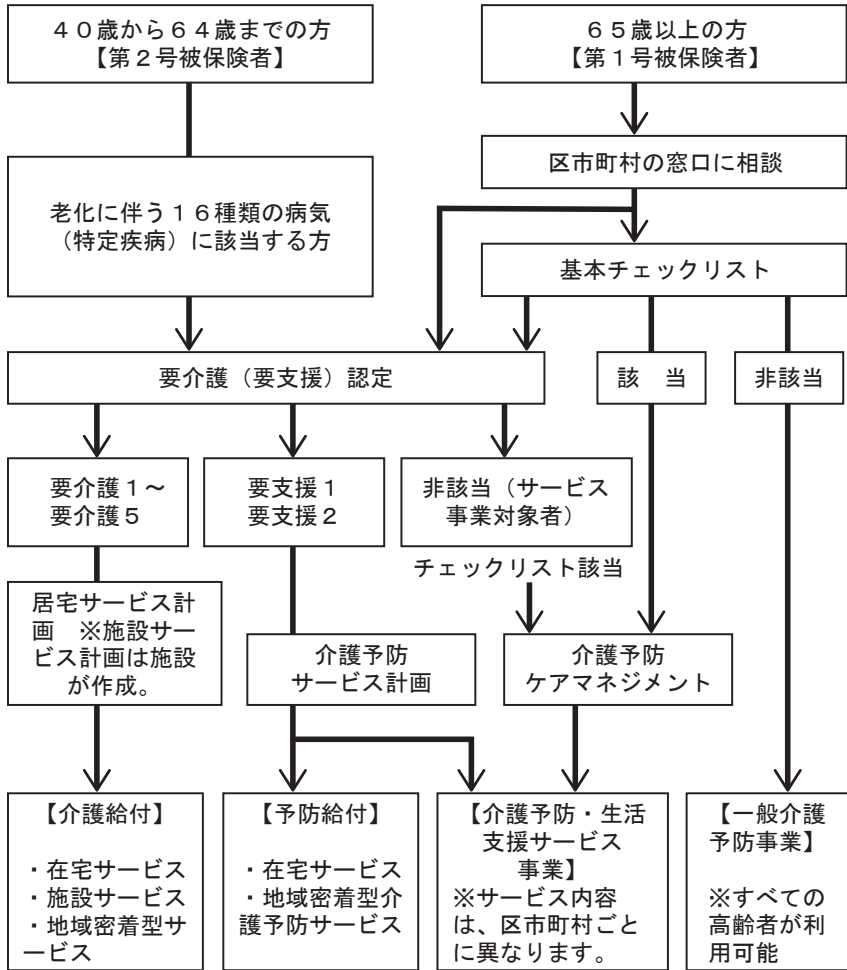 ４０歳から６４歳までの方
【第２号被保険者】
６５歳以上の方
【第１号被保険者】
区市町村の窓口に相談
老化に伴う１６種類の病気
（特定疾病）に該当する方
基本チェックリスト
要介護（要支援）認定
該　当
非該当
要介護１～
要介護５
要支援１
要支援２
非該当（サービス
事業対象者）
チェックリスト該当
居宅サービス計
画　※施設サー
ビス計画は施設
が作成。
介護予防
サービス計画
介護予防
ケアマネジメント
【介護給付】
・在宅サービス
・施設サービス
・地域密着型サ
ービス
【予防給付】
・在宅サービス
・地域密着型介
護予防サービス
【介護予防・生活
支援サービス
事業】
※サービス内容
は、区市町村ごと
に異なります。
【一般介護
予防事業】
※すべての
高齢者が利
用可能